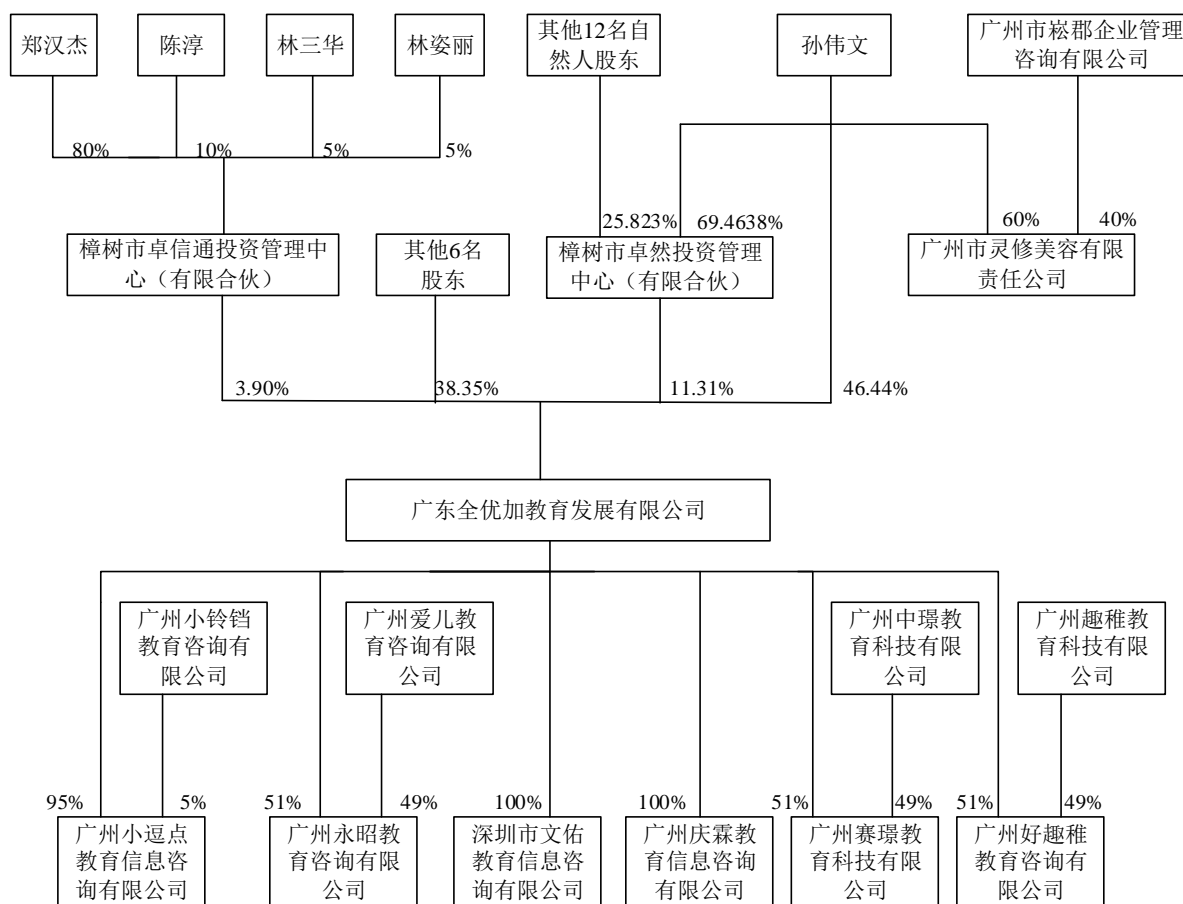 郑汉杰
陈淳
林三华
林姿丽
其他12名自
然人股东
孙伟文
广州市崧郡企业管理
咨询有限公司
80%
10%
5%
5%
25.823%
69.4638%
60%
40%
樟树市卓信通投资管理中
心（有限合伙）
其他6名
股东
樟树市卓然投资管理
中心（有限合伙）
广州市灵修美容有限
责任公司
3.90%
38.35%
11.31%
46.44%
广东全优加教育发展有限公司
广州小铃铛
教育咨询有
限公司
广州爱儿教
育咨询有限
公司
广州中璟教
育科技有限
公司
广州趣稚教
育科技有限
公司
95%
5%
51%
49%
100%
100%
51%
49%
51%
49%
广州小逗点
教育信息咨
询有限公司
广州永昭教
育咨询有限
公司
深圳市文佑
教育信息咨
询有限公司
广州庆霖教
育信息咨询
有限公司
广州赛璟教
育科技有限
公司
广州好趣稚
教育咨询有
限公司